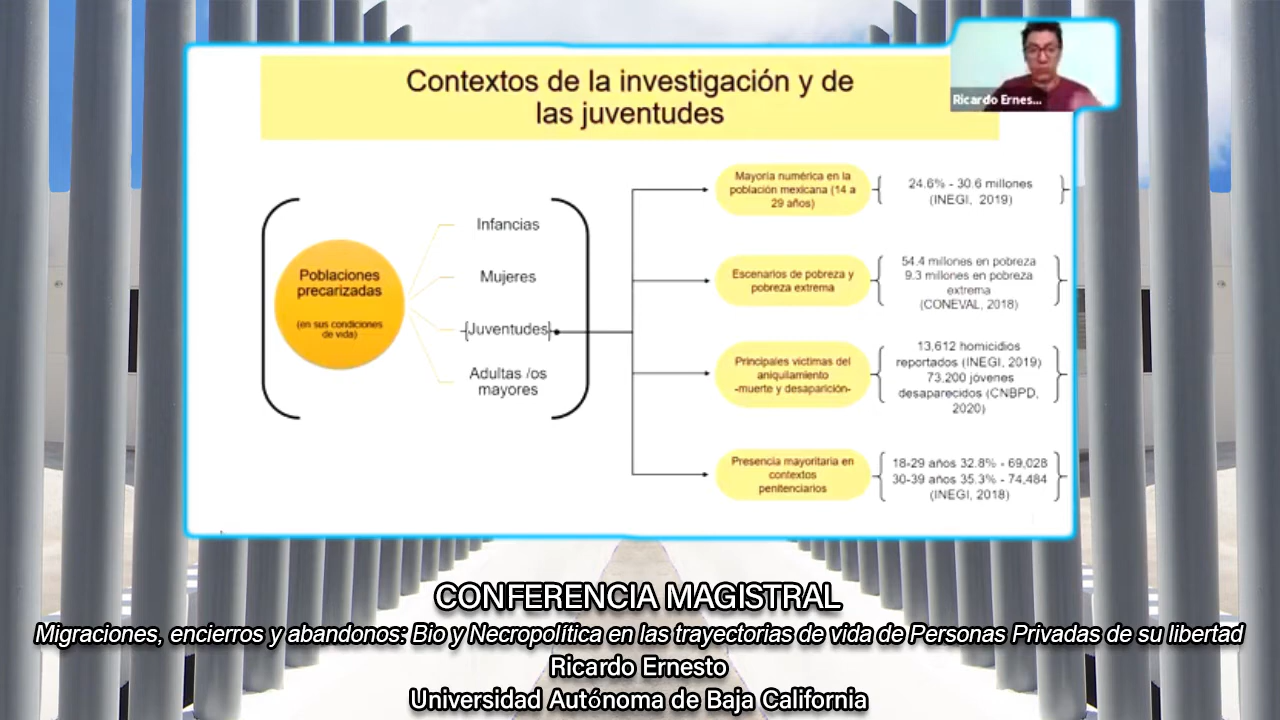 Contextos de la investigación y de
las juventudes
Ricardo Ernes...
Poblaciones
precarizadas
(en sus condiciones
de vida)
Infancias
Mujeres
{Juventudes}
Adultas /os
mayores
Mayoría numérica en la
población mexicana (14 a
29 años)
24.6% - 30.6 millones
(INEGI, 2019)
Escenarios de pobreza y
pobreza extrema
54.4 millones en pobreza
9.3 millones en pobreza
extrema
(CONEVAL, 2018)
Principales víctimas del
aniquilamiento
-muerte y desaparición-
13,612 homicidios
reportados (INEGI, 2019)
73,200 jóvenes
desaparecidos (CNBPD,
2020)
Presencia mayoritaria en
contextos
penitenciarios
18-29 años 32.8% - 69,028
30-39 años 35.3% - 74,484
(INEGI, 2018)
CONFERENCIA MAGISTRAL
Migraciones, encierros y abandonos: Bio y Necropolítica en las trayectorias de vida de Personas Privadas de su libertad
Ricardo Ernesto
Universidad Autónoma de Baja California